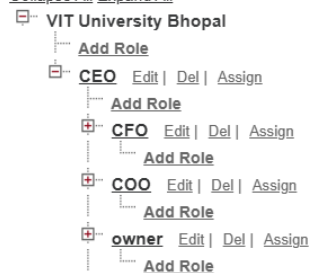 VIT University Bhopal
Add Role
CEO Edit | Del | Assign
Add Role
CFO Edit | Del | Assign
Add Role
COO Edit | Del | Assign
Add Role
owner Edit | Del | Assign
Add Role